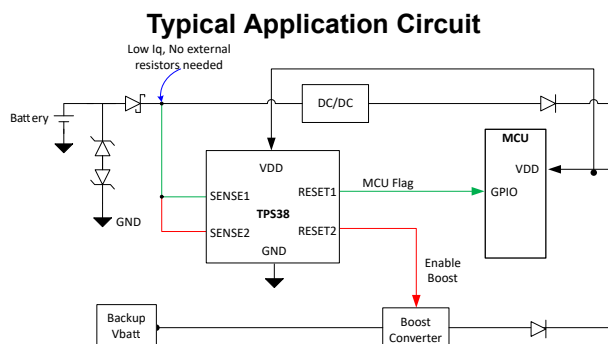 Typical Application Circuit
Low Iq, No external
resistors needed
Battery
DC/DC
MCU
VDD
VDD
SENSE1
RESET1
MCU Flag
GPIO
TPS38
GND
SENSE2
RESET2
GND
Enable
Boost
Backup
Vbatt
Boost
Converter